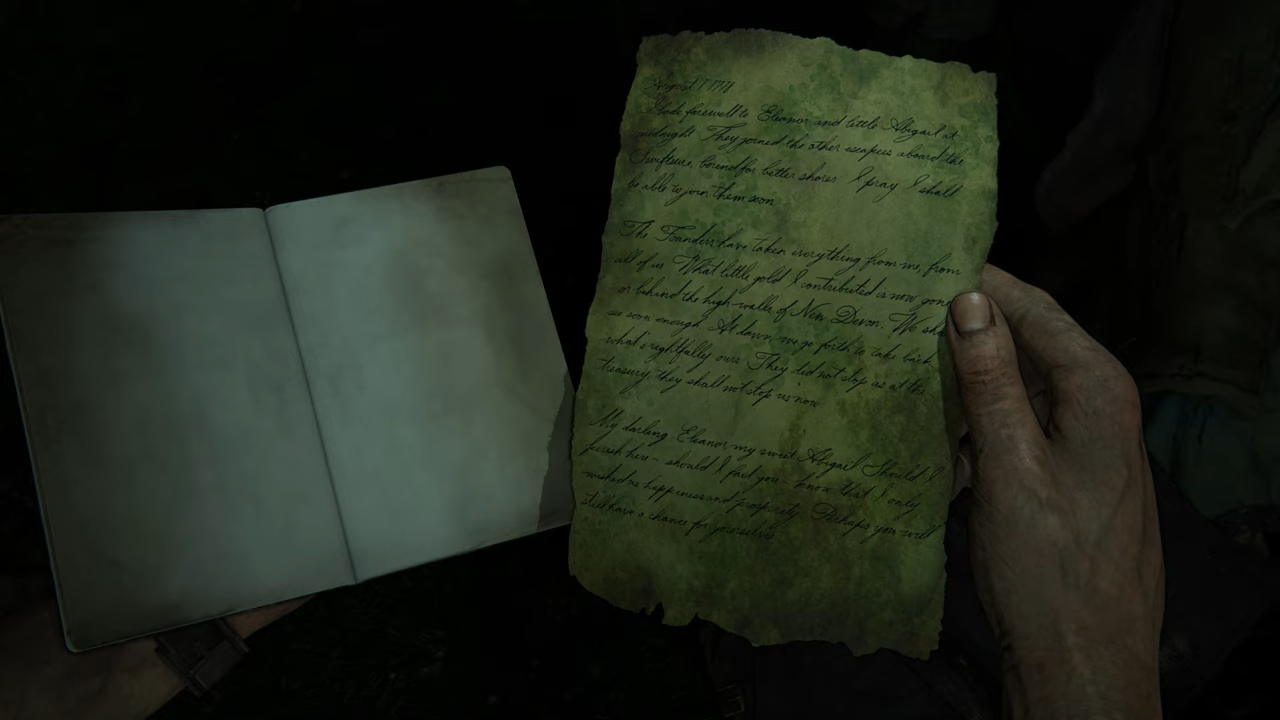 August 1
I bade farewell to Eleanor and little Abigail at
midnight. They joined the other escapees aboard the
Swiftsure, bound for better shores. I pray I shall
be able to join them soon.
The Founders have taken everything from me, from
all of us. What little gold I contributed is now gone
or behind the high walls of New Devon. We
see soon enough. At dawn, we go forth to take back
what's rightfully ours. They did not stop us at the
treasury, they shall not stop us now.
My darling Eleanor, my sweet Abigail. Should I
perish here - should I fail you - know that I only
wished us happiness and prosperity. Perhaps you will
still have a chance for yourselves.